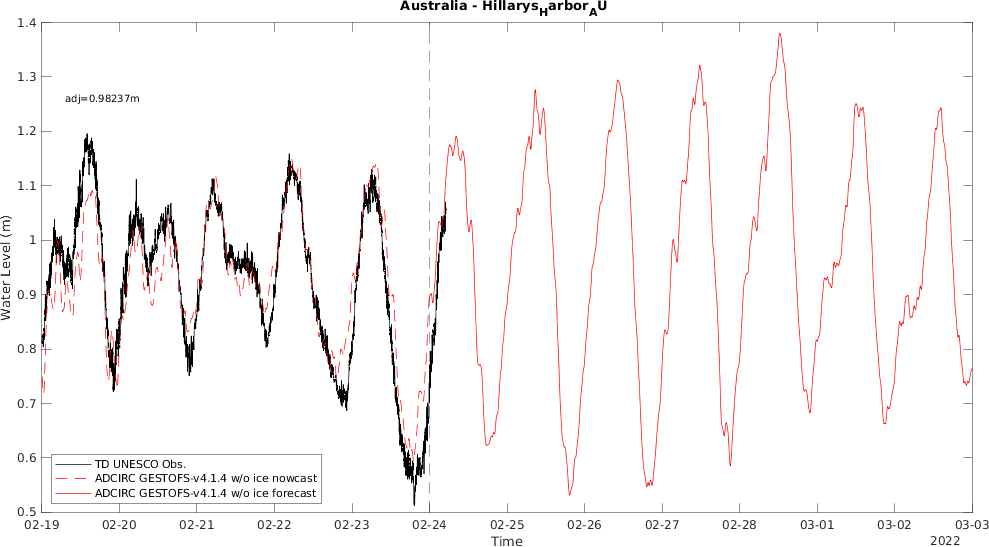 Australia - Hillarys_Harbor_AU
adj=0.98237m
Water Level (m)
1.4
1.3
1.2
1.1
1
0.9
0.8
0.7
0.6
0.5
TD UNESCO Obs.
ADCIRC GESTOFS-v4.1.4 w/o ice nowcast
ADCIRC GESTOFS-v4.1.4 w/o ice forecast
02-19 02-20 02-21 02-22 02-23 02-24 02-25 02-26 02-27 02-28 03-01 03-02 03-03
Time
2022